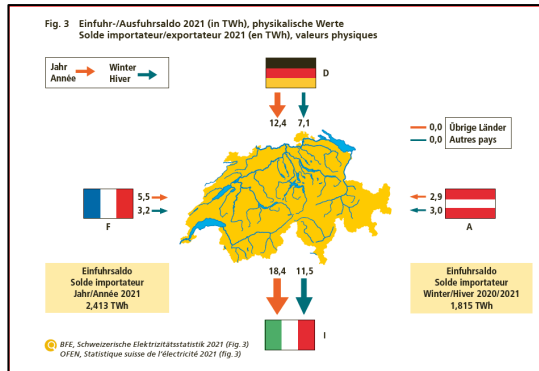 Fig. 3 Einfuhr-/Ausfuhrsaldo 2021 (in TWh), physikalische Werte
Solde importateur/exportateur 2021 (en TWh), valeurs physiques
Jahr
Année
Winter
Hiver
D
12,4 7,1
0,0 Übrige Länder
0,0 Autres pays
5,5
3,2
F
2,9
3,0
A
Einfuhrsaldo
Solde importateur
Jahr/Année 2021
2,413 TWh
18,4 11,5
Einfuhrsaldo
Solde importateur
Winter/Hiver 2020/2021
1,815 TWh
I
BFE, Schweizerische Elektrizitätsstatistik 2021 (Fig. 3)
OFEN, Statistique suisse de l'électricité 2021 (fig. 3)